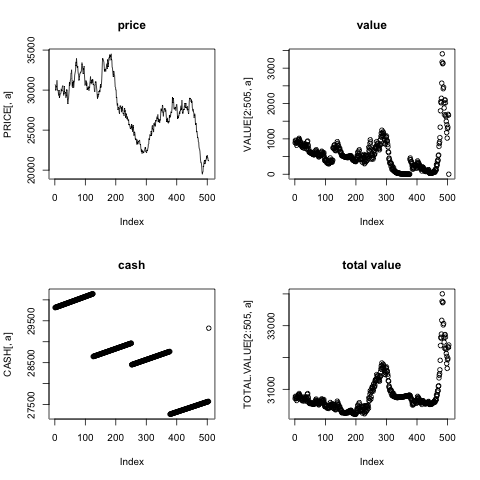 price
PRICE[, a]
20000 25000 30000 35000
0 100 200 300 400 500
Index
value
VALUE[2:505, a]
0 1000 2000 3000
0 100 200 300 400 500
Index
cash
CASH[, a]
27500 28500 29500
0 100 200 300 400 500
Index
total value
TOTAL.VALUE[2:505, a]
31000 33000
0 100 200 300 400 500
Index